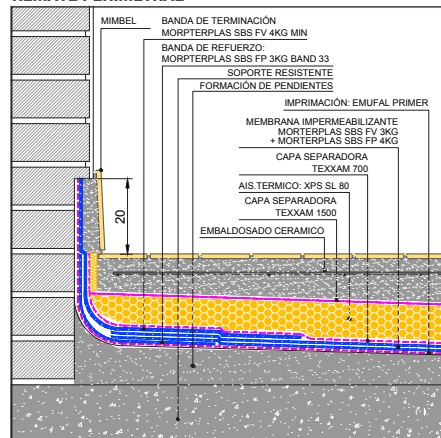 MIMBEL
BANDA DE TERMINACIÓN
MORPTERPLAS SBS FV 4KG MIN
BANDA DE REFUERZO:
MORPTERPLAS SBS FP 3KG BAND 33
SOPORTE RESISTENTE
FORMACIÓN DE PENDIENTES
IMPRIMACIÓN: EMUFAL PRIMER
MEMBRANA IMPERMEABILIZANTE
MORTERPLAS SBS FV 3KG
+ MORTERPLAS SBS FP 4KG
CAPA SEPARADORA
TEXXAM 700
AIS.TERMICO: XPS SL 80
CAPA SEPARADORA
TEXXAM 1500
EMBALDOSADO CERAMICO
20